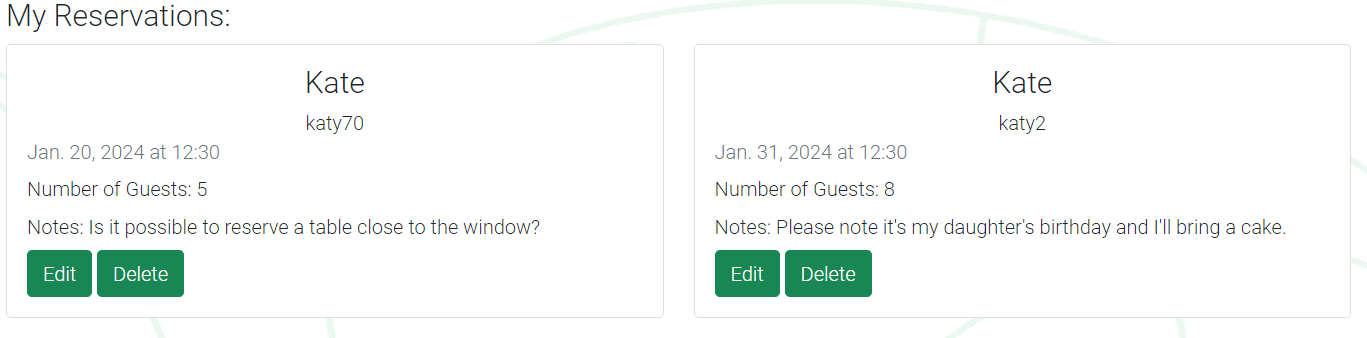 My Reservations:
Kate
katy70
Jan. 20, 2024 at 12:30
Number of Guests: 5
Notes: Is it possible to reserve a table close to the window?
Edit Delete
Kate
katy2
Jan. 31, 2024 at 12:30
Number of Guests: 8
Notes: Please note it's my daughter's birthday and I'll bring a cake.
Edit Delete